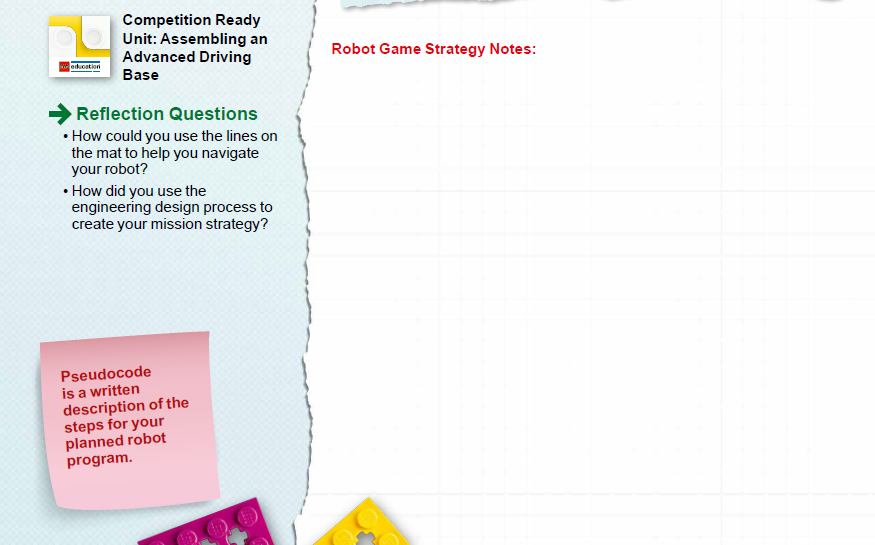 Competition Ready
Unit: Assembling an
Advanced Driving
Base
education
Reflection Questions
• How could you use the lines on
the mat to help you navigate
your robot?
• How did you use the
engineering design process to
create your mission strategy?
Pseudocode
is a written
description of the
steps for your
planned robot
program.
Robot Game Strategy Notes: